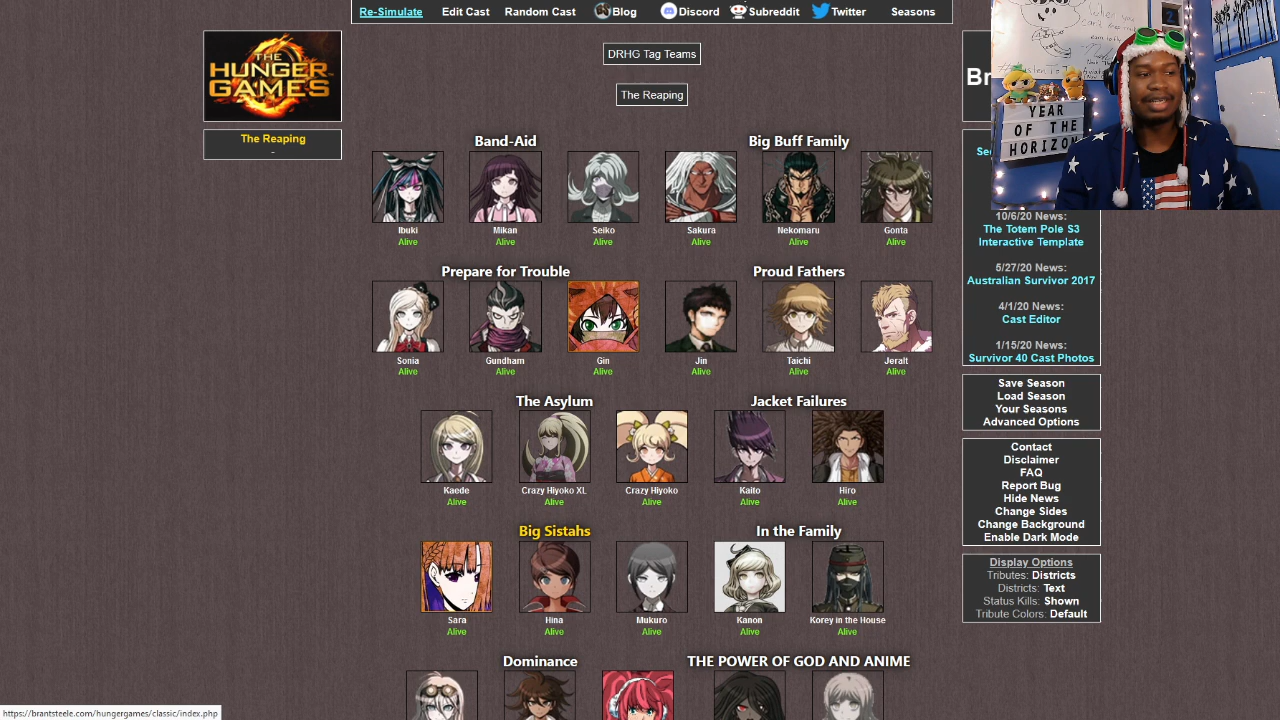 Re-Simulate Edit Cast Random Cast Blog Discord Subreddit Twitter Seasons
THE
HUNGER
GAMES
The Reaping
-
DRHG Tag Teams
The Reaping
Band-Aid Big Buff Family
Ibuki Mikan Seiko Sakura Nekomaru Gonta
Alive Alive Alive Alive Alive Alive
Prepare for Trouble Proud Fathers
Sonia Gundham Gin Jin Taichi Jeralt
Alive Alive Alive Alive Alive Alive
The Asylum Jacket Failures
Kaede Crazy Hiyoko XL Crazy Hiyoko Kaito Hiro
Alive Alive Alive Alive Alive
Big Sistahs In the Family
Sara Hina Mukuro Kanon Korey in the House
Alive Alive Alive Alive Alive
Dominance THE POWER OF GOD AND ANIME
YEAR
OF THE
HORIZON
10/6/20 News:
The Totem Pole S3
Interactive Template
5/27/20 News:
Australian Survivor 2017
4/1/20 News:
Cast Editor
1/15/20 News:
Survivor 40 Cast Photos
Save Season
Load Season
Your Seasons
Advanced Options
Contact
Disclaimer
FAQ
Report Bug
Hide News
Change Sides
Change Background
Enable Dark Mode
Display Options
Tributes: Districts
Districts: Text
Status Kills: Shown
Tribute Colors: Default
https://brantsteele.com/hungergames/classic/index.php